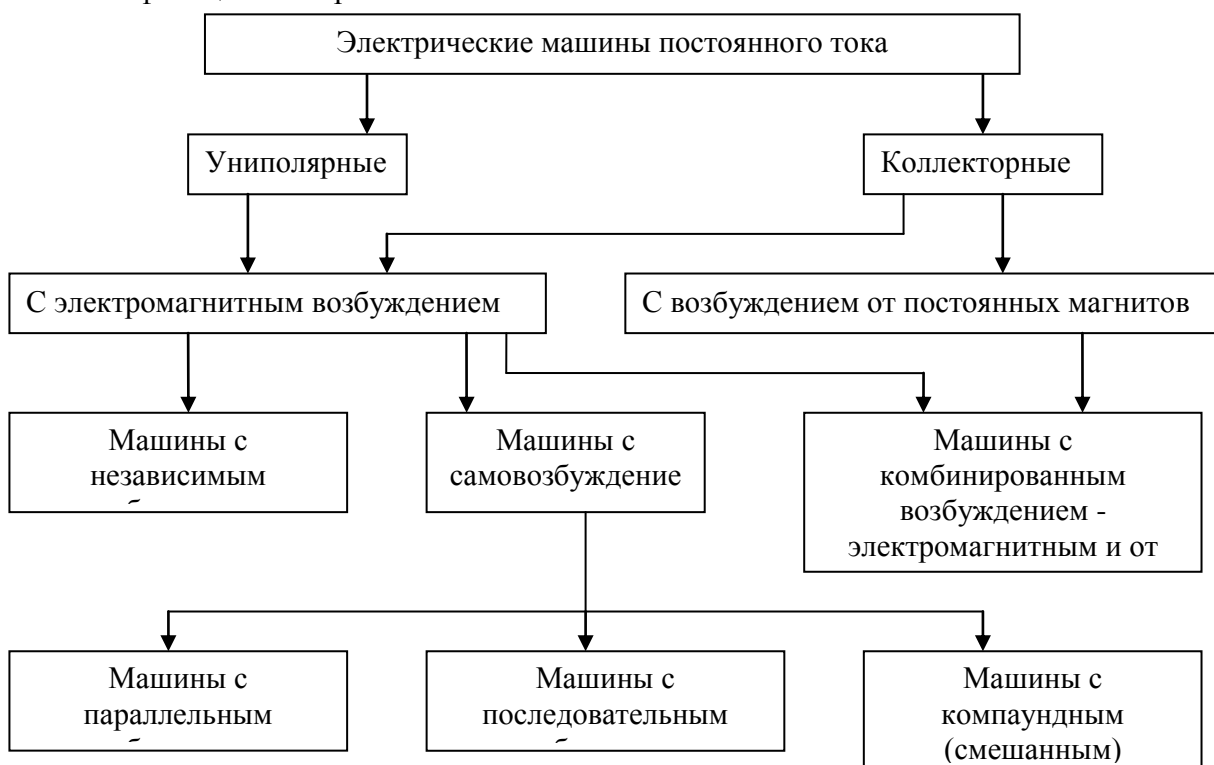 Электрические машины постоянного тока
Униполярные
Коллекторные
С электромагнитным возбуждением
С возбуждением от постоянных магнитов
Машины с
независимым
Машины с
самовозбуждение
Машины с
комбинированным
возбуждением -
электромагнитным и от
Машины с
параллельным
Машины с
последовательным
Машины с
компаундным
(смешанным)